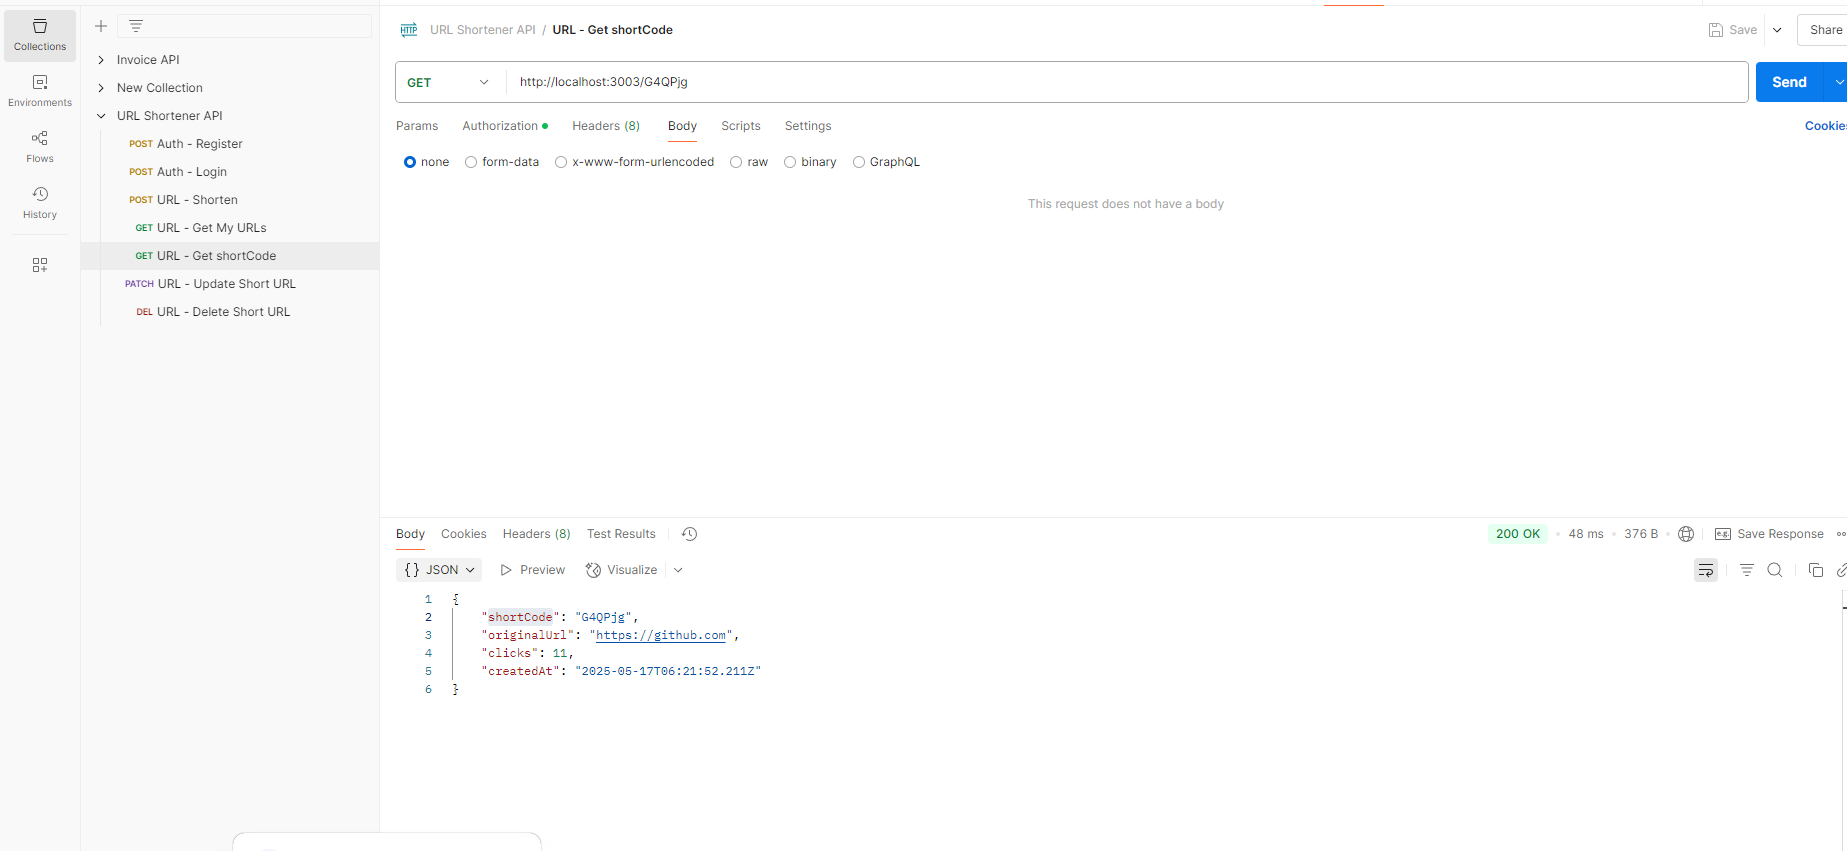 Collections
Environments
Flows
History
Invoice API
New Collection
URL Shortener API
POST Auth - Register
POST Auth - Login
POST URL - Shorten
GET URL - Get My URLs
GET URL - Get shortCode
PATCH URL - Update Short URL
DEL URL - Delete Short URL
HTTP URL Shortener API / URL - Get shortCode
Save Share
GET http://localhost:3003/G4QPjg Send
Params Authorization Headers (8) Body Scripts Settings Cookies
none form-data x-www-form-urlencoded raw binary GraphQL
This request does not have a body
Body Cookies Headers (8) Test Results 200 OK • 48 ms • 376 B • e.g. Save Response
{} JSON Preview Visualize
1 {
2 "shortCode": "G4QPjg",
3 "originalUrl": "https://github.com",
4 "clicks": 11,
5 "createdAt": "2025-05-17T06:21:52.211Z"
6 }